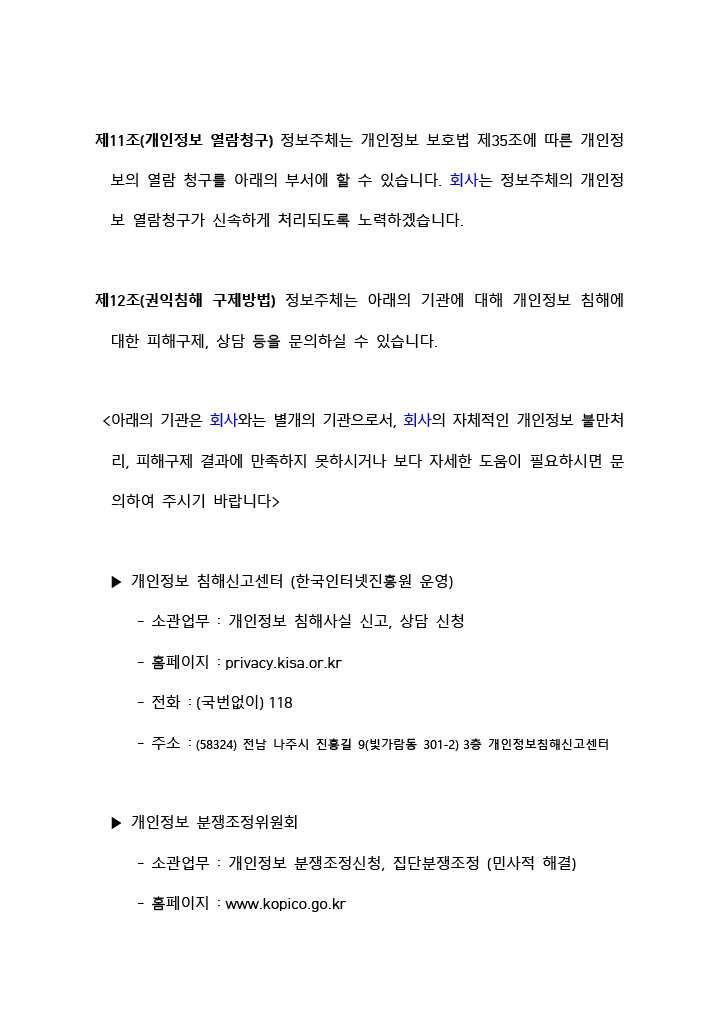 제11조(개인정보 열람청구) 정보주체는 개인정보 보호법 제35조에 따른 개인정
보의 열람 청구를 아래의 부서에 할 수 있습니다. 회사는 정보주체의 개인정
보 열람청구가 신속하게 처리되도록 노력하겠습니다.
제12조(권익침해 구제방법) 정보주체는 아래의 기관에 대해 개인정보 침해에
대한 피해구제, 상담 등을 문의하실 수 있습니다.
<아래의 기관은 회사와는 별개의 기관으로서, 회사의 자체적인 개인정보 불만처
리, 피해구제 결과에 만족하지 못하시거나 보다 자세한 도움이 필요하시면 문
의하여 주시기 바랍니다>
▶ 개인정보 침해신고센터 (한국인터넷진흥원 운영)
- 소관업무 : 개인정보 침해사실 신고, 상담 신청
- 홈페이지 : privacy.kisa.or.kr
- 전화 : (국번없이) 118
- 주소 : (58324) 전남 나주시 진흥길 9(빛가람동 301-2) 3층 개인정보침해신고센터
▶ 개인정보 분쟁조정위원회
- 소관업무 : 개인정보 분쟁조정신청, 집단분쟁조정 (민사적 해결)
- 홈페이지 : www.kopico.go.kr